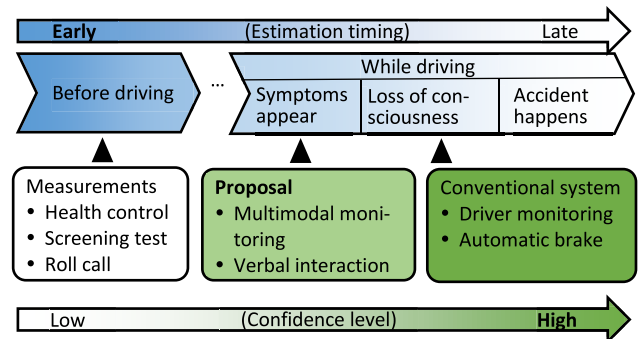 Early (Estimation timing) Late
While driving
Before driving ... Symptoms appear Loss of con-sciousness Accident happens
Measurements
• Health control
• Screening test
• Roll call
Proposal
• Multimodal moni-
toring
• Verbal interaction
Conventional system
• Driver monitoring
• Automatic brake
Low (Confidence level) High